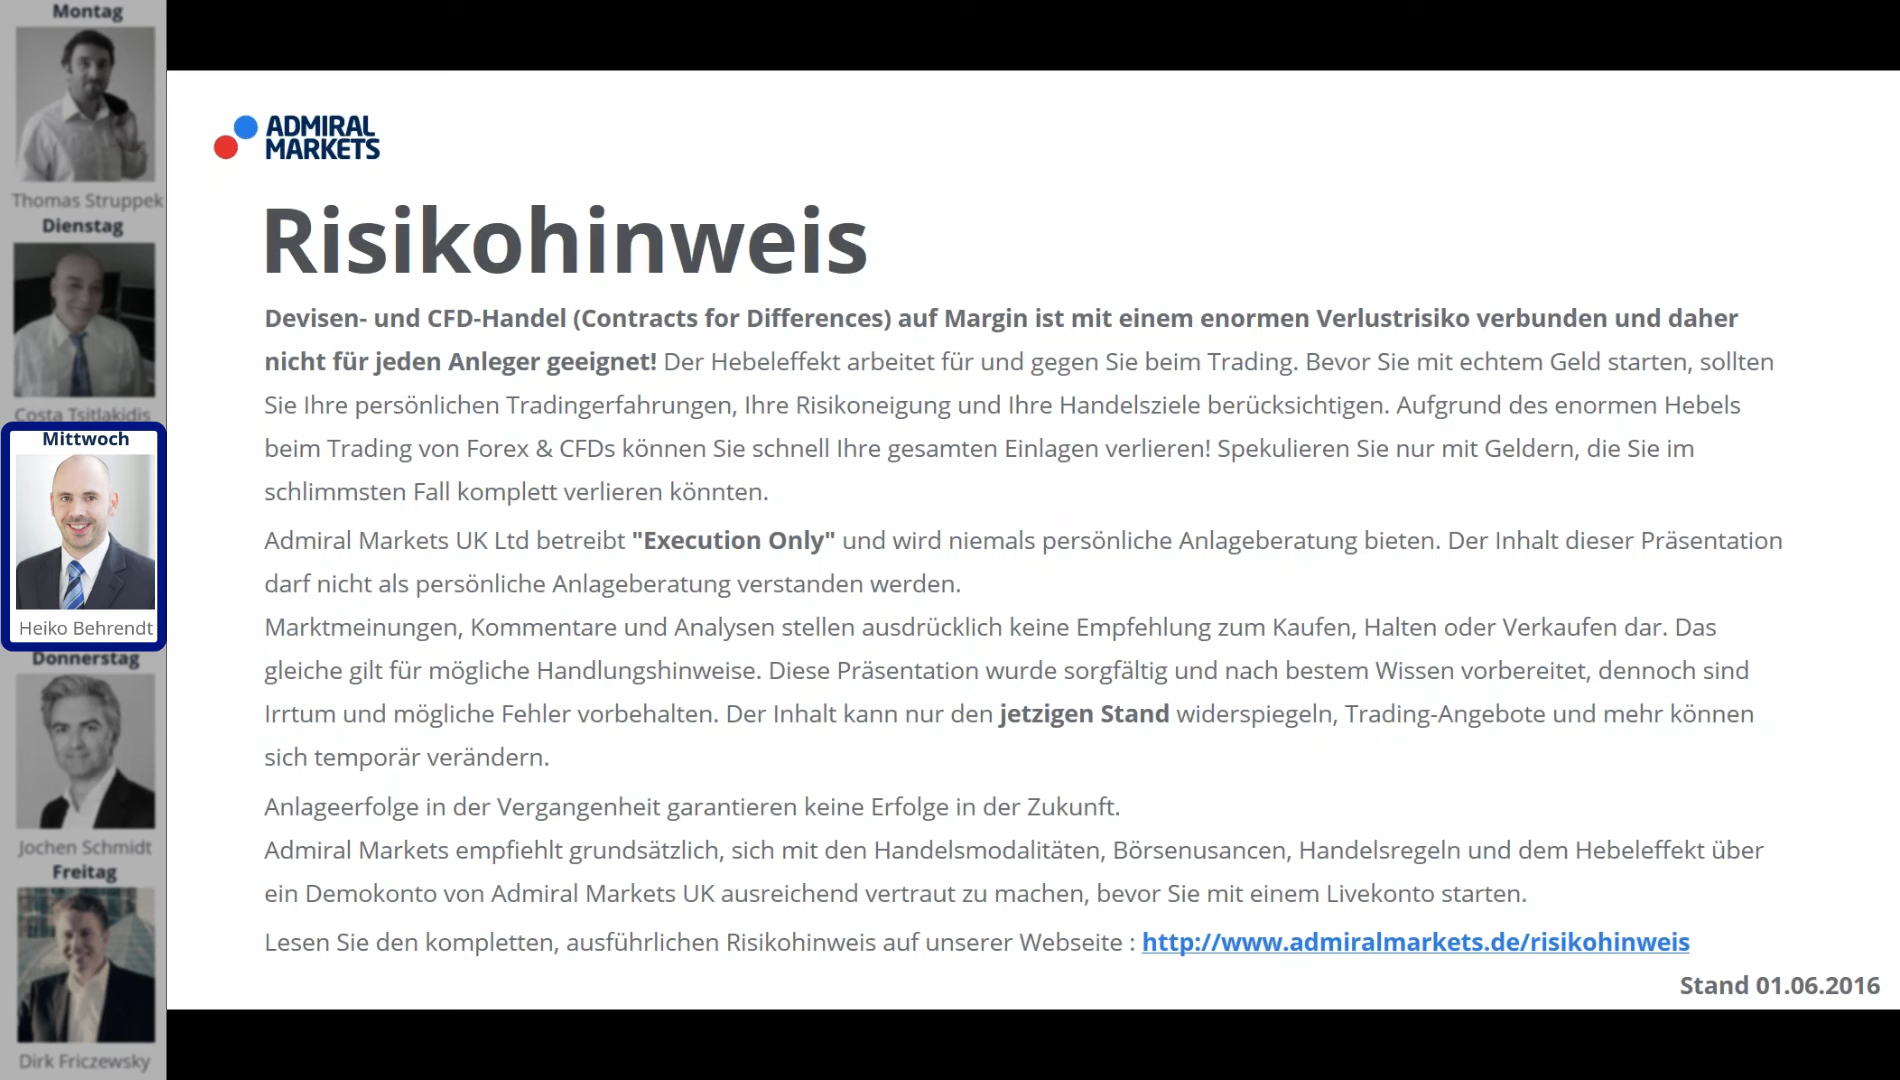 Montag
Thomas Struppek
Dienstag
Costa Tsitlakidis
Mittwoch
Heiko Behrendt
Donnerstag
Jochen Schmidt
Freitag
Dirk Friczewsky
ADMIRAL
MARKETS
Risikohinweis
Devisen- und CFD-Handel (Contracts for Differences) auf Margin ist mit einem enormen Verlustrisiko verbunden und daher
nicht für jeden Anleger geeignet! Der Hebeleffekt arbeitet für und gegen Sie beim Trading. Bevor Sie mit echtem Geld starten, sollten
Sie Ihre persönlichen Tradingerfahrungen, Ihre Risikoneigung und Ihre Handelsziele berücksichtigen. Aufgrund des enormen Hebels
beim Trading von Forex & CFDs können Sie schnell Ihre gesamten Einlagen verlieren! Spekulieren Sie nur mit Geldern, die Sie im
schlimmsten Fall komplett verlieren könnten.
Admiral Markets UK Ltd betreibt "Execution Only" und wird niemals persönliche Anlageberatung bieten. Der Inhalt dieser Präsentation
darf nicht als persönliche Anlageberatung verstanden werden.
Marktmeinungen, Kommentare und Analysen stellen ausdrücklich keine Empfehlung zum Kaufen, Halten oder Verkaufen dar. Das
gleiche gilt für mögliche Handlungshinweise. Diese Präsentation wurde sorgfältig und nach bestem Wissen vorbereitet, dennoch sind
Irrtum und mögliche Fehler vorbehalten. Der Inhalt kann nur den jetzigen Stand widerspiegeln, Trading-Angebote und mehr können
sich temporär verändern.
Anlageerfolge in der Vergangenheit garantieren keine Erfolge in der Zukunft.
Admiral Markets empfiehlt grundsätzlich, sich mit den Handelsmodalitäten, Börsenusancen, Handelsregeln und dem Hebeleffekt über
ein Demokonto von Admiral Markets UK ausreichend vertraut zu machen, bevor Sie mit einem Livekonto starten.
Lesen Sie den kompletten, ausführlichen Risikohinweis auf unserer Webseite : http://www.admiralmarkets.de/risikohinweis
Stand 01.06.2016